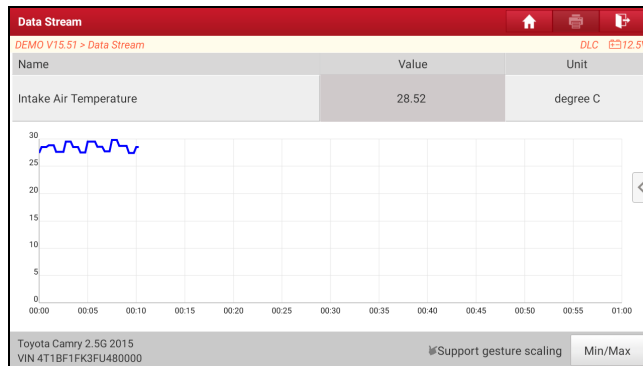 Data Stream
DEMO V15.51 > Data Stream
DLC 12.5V
Name Value Unit
Intake Air Temperature 28.52 degree C
30
25
20
15
10
5
0
00:00 00:05 00:10 00:15 00:20 00:25 00:30 00:35 00:40 00:45 00:50 00:55 01:00
Toyota Camry 2.5G 2015
VIN 4T1BF1FK3FU480000
Support gesture scaling
Min/Max